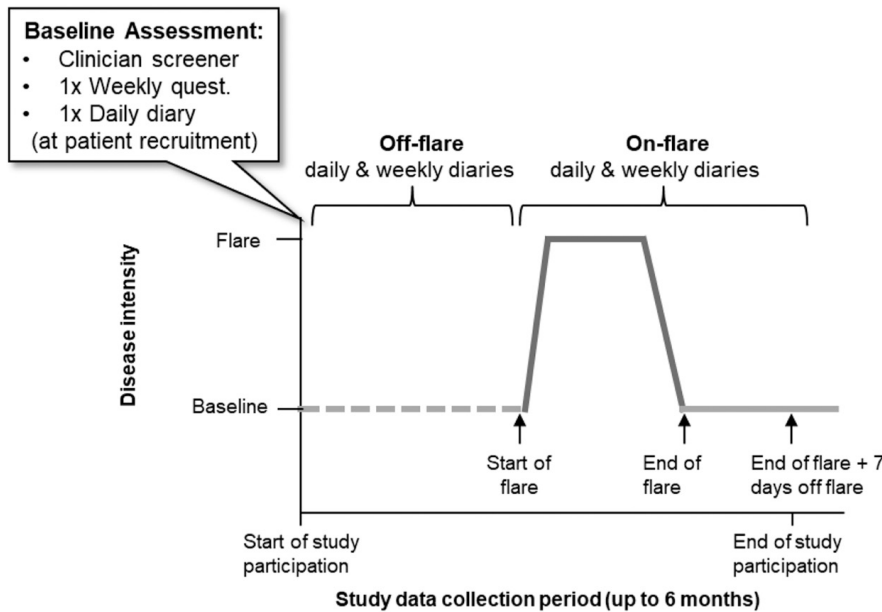 Baseline Assessment:
• Clinician screener
• 1x Weekly quest.
• 1x Daily diary
(at patient recruitment)
Off-flare
daily & weekly diaries
On-flare
daily & weekly diaries
Disease intensity
Flare
Baseline
Start of
flare
End of
flare
End of flare + 7
days off flare
Start of study
participation
End of study
participation
Study data collection period (up to 6 months)